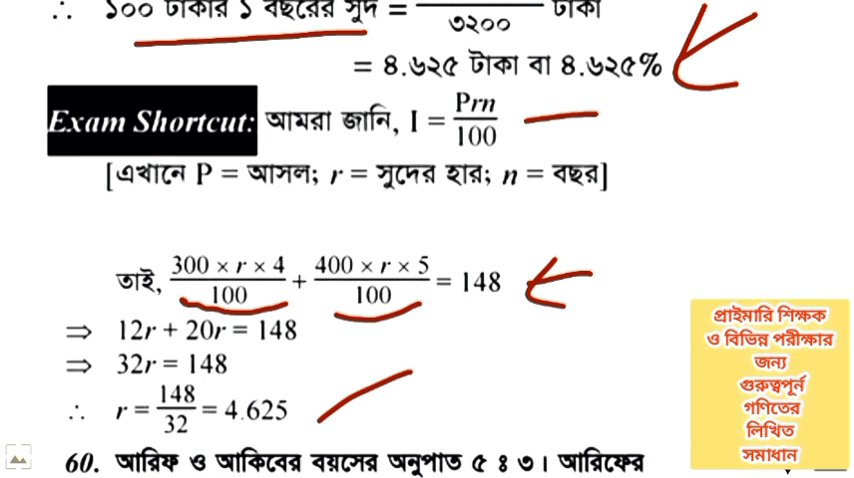 ∴ ১০০ টাকার ১ বছরের সুদ = ――― ৩২০০ টাকা
= ৪.৬২৫ টাকা বা ৪.৬২৫%
Exam Shortcut: আমরা জানি, I = Prn/100
[এখানে P = আসল; r = সুদের হার; n = বছর]
তাই, 300 × r × 4/100 + 400 × r × 5/100 = 148
⇒ 12r + 20r = 148
⇒ 32r = 148
∴ r = 148/32 = 4.625
60. আরিফ ও আকিবের বয়সের অনুপাত ৫ ঃ ৩। আরিফের
প্রাইমারি শিক্ষক
ও বিভিন্ন পরীক্ষার
জন্য
গুরুত্বপূর্ন
গণিতের
লিখিত
সমাধান